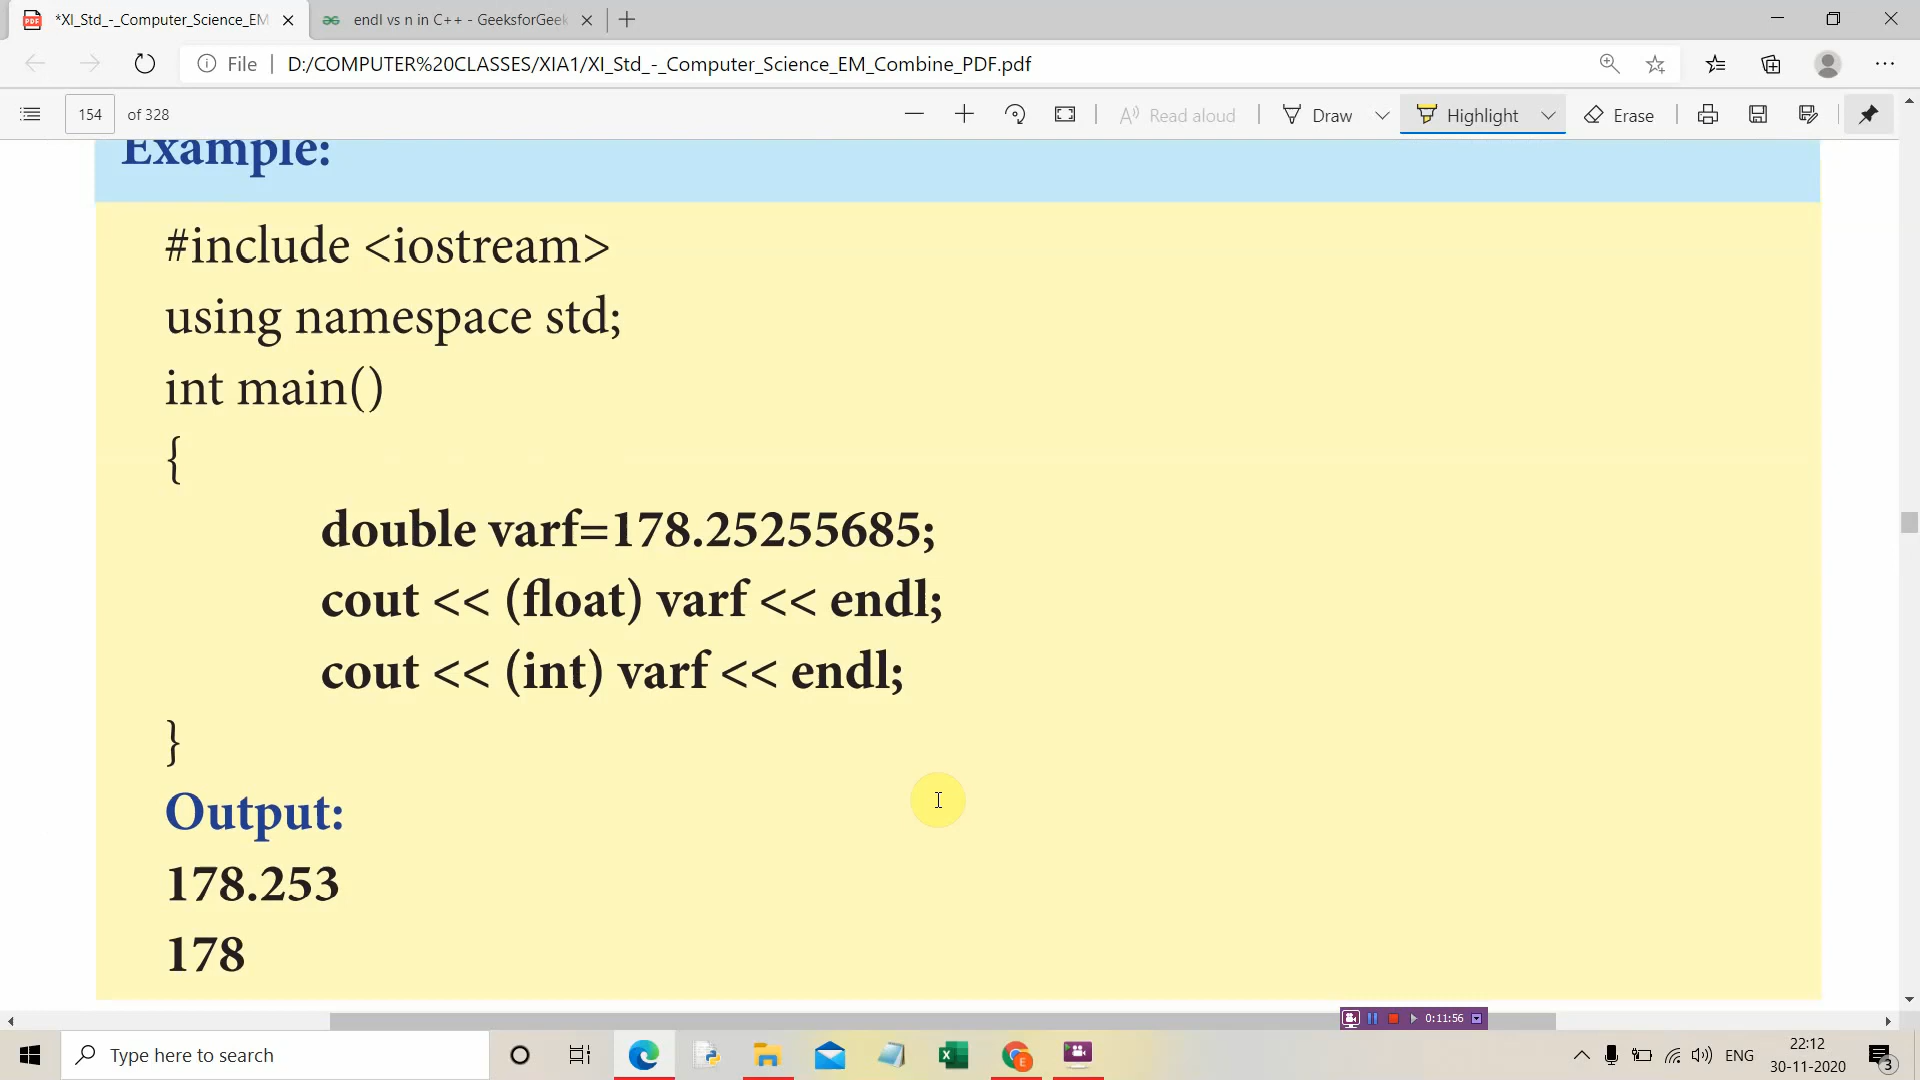 *XI_Std_-_Computer_Science_EM
endl vs n in C++ - GeeksforGeek
File
D:/COMPUTER%20CLASSES/XIA1/XI_Std_-_Computer_Science_EM_Combine_PDF.pdf
154 of 328
Read aloud
Draw
Highlight
Erase
Example:
#include <iostream>
using namespace std;
int main()
{
double varf=178.25255685;
cout << (float) varf << endl;
cout << (int) varf << endl;
}
Output:
178.253
178
0:11:56
Type here to search
ENG
22:12
30-11-2020
3